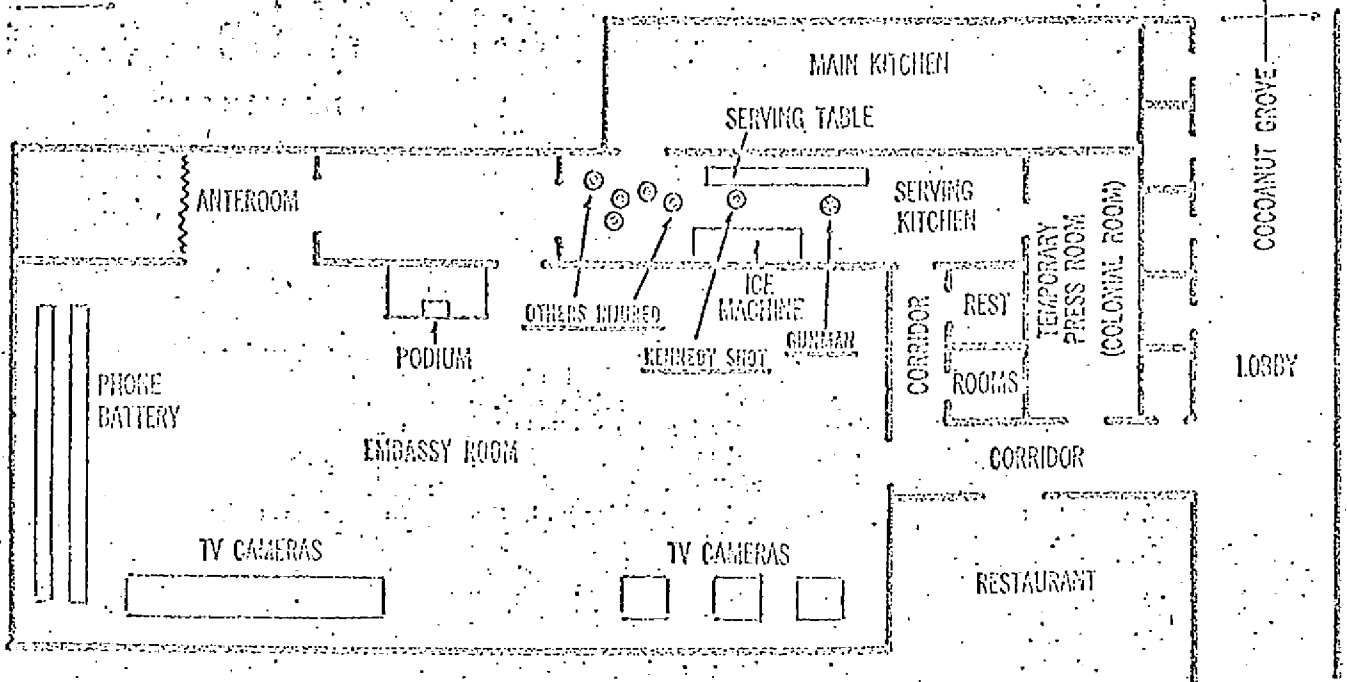 MAIN KITCHEN
SERVING TABLE
COCOANUT GROVE
ANTEROOM
SERVING
KITCHEN
TEMPORARY
PRESS ROOM
(COLONIAL ROOM)
ICE
MACHINE
OTHERS INJURED
GUNMAN
KENNEDY SHOT
PODIUM
CORRIDOR
REST
ROOMS
LOBBY
PHONE
BATTERY
EMBASSY ROOM
CORRIDOR
TV CAMERAS
TV CAMERAS
RESTAURANT